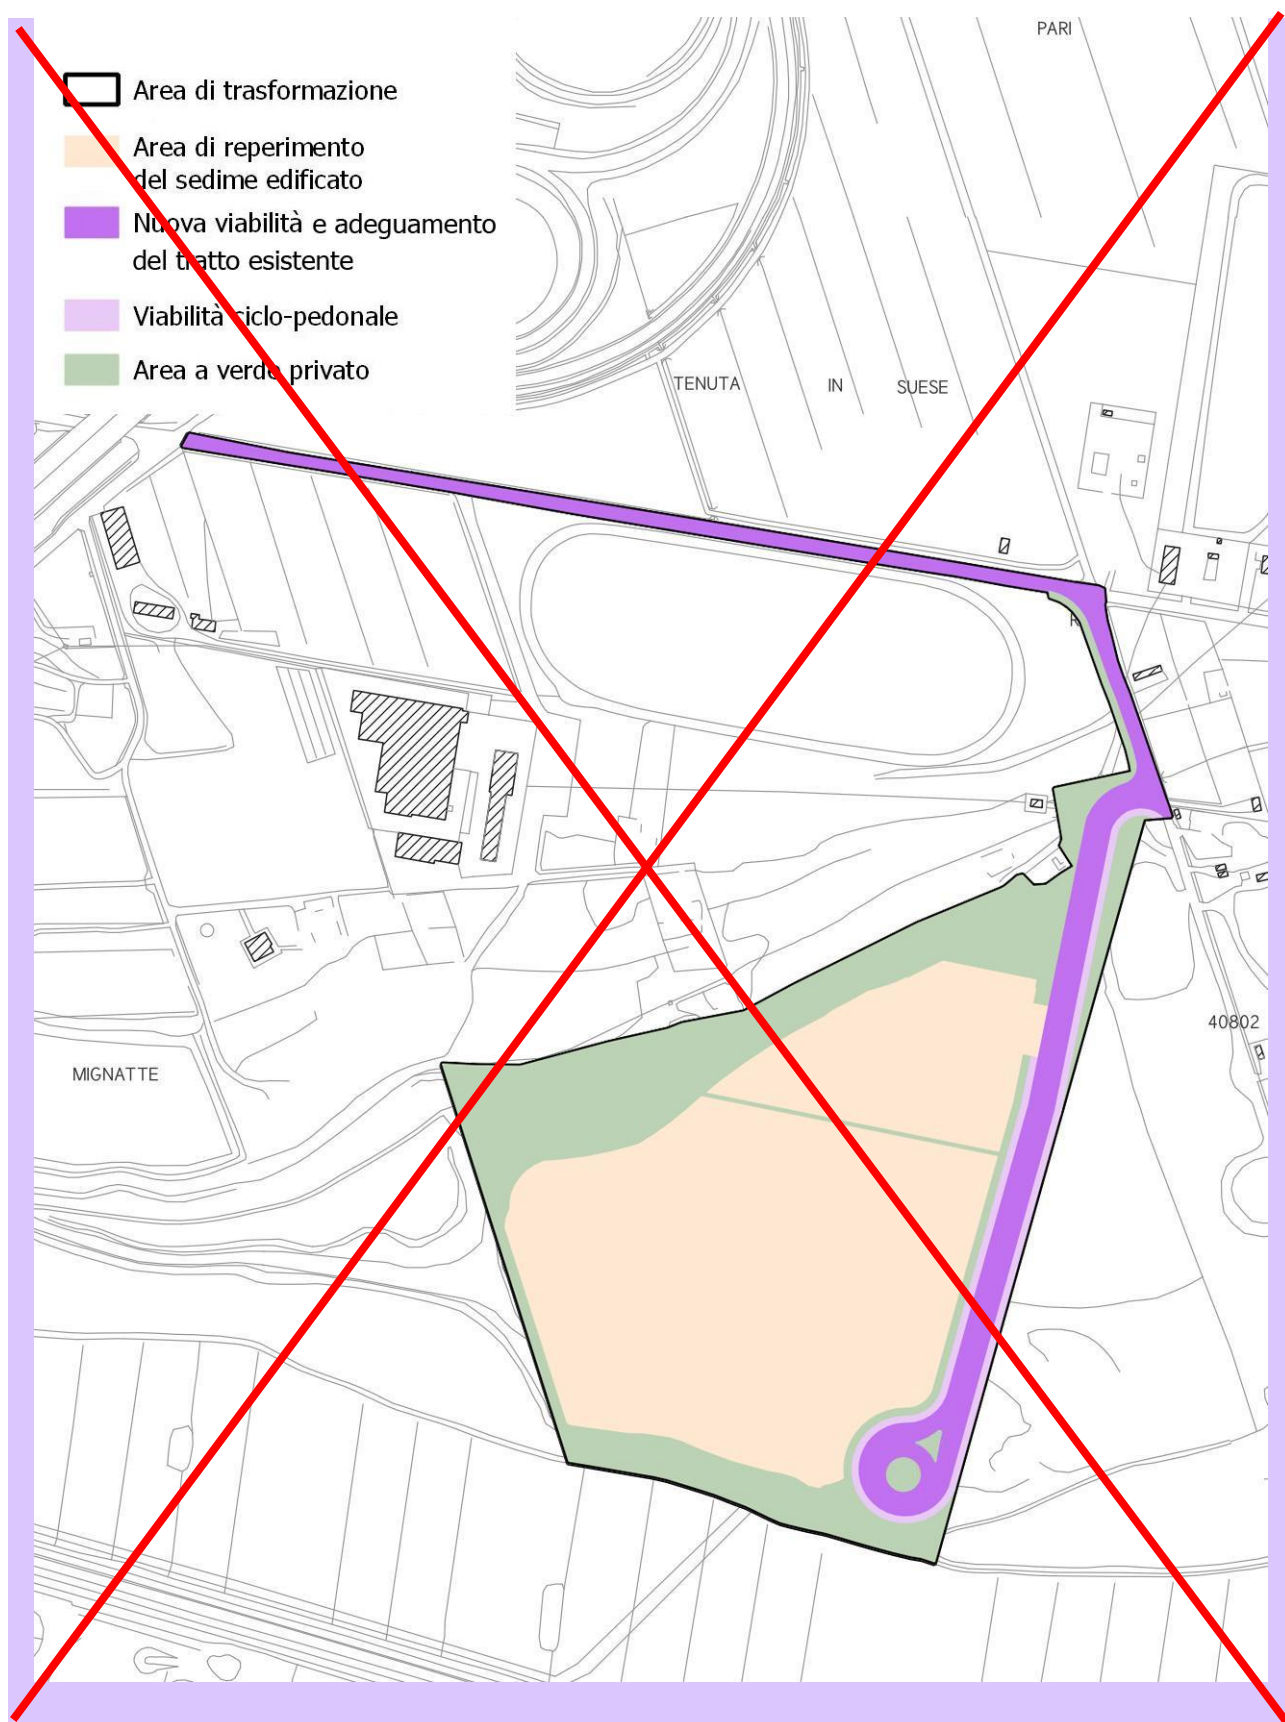 PARI
Area di trasformazione
Area di reperimento
del sedime edificato
Nuova viabilità e adeguamento
del tratto esistente
Viabilità ciclo-pedonale
Area a verde privato
TENUTA IN SUESE
R
40802
MIGNATTE